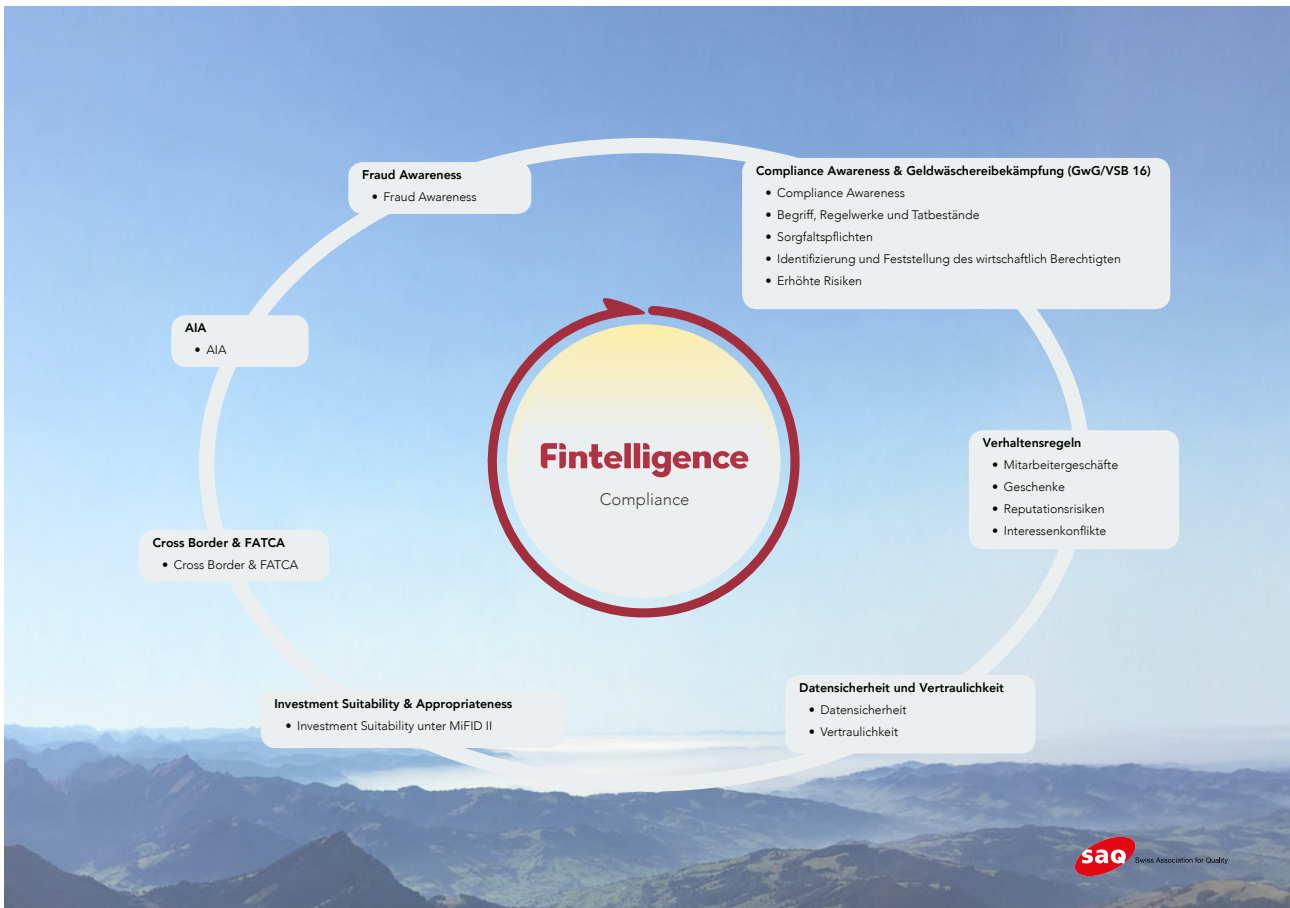 Fraud Awareness
• Fraud Awareness
Compliance Awareness & Geldwäschereibekämpfung (GwG/VSB 16)
• Compliance Awareness
• Begriff, Regelwerke und Tatbestände
• Sorgfaltspflichten
• Identifizierung und Feststellung des wirtschaftlich Berechtigten
• Erhöhte Risiken
AIA
• AIA
Fintelligence
Compliance
Verhaltensregeln
• Mitarbeitergeschäfte
• Geschenke
• Reputationsrisiken
• Interessenkonflikte
Cross Border & FATCA
• Cross Border & FATCA
Investment Suitability & Appropriateness
• Investment Suitability unter MiFID II
Datensicherheit und Vertraulichkeit
• Datensicherheit
• Vertraulichkeit
saq Swiss Association for Quality